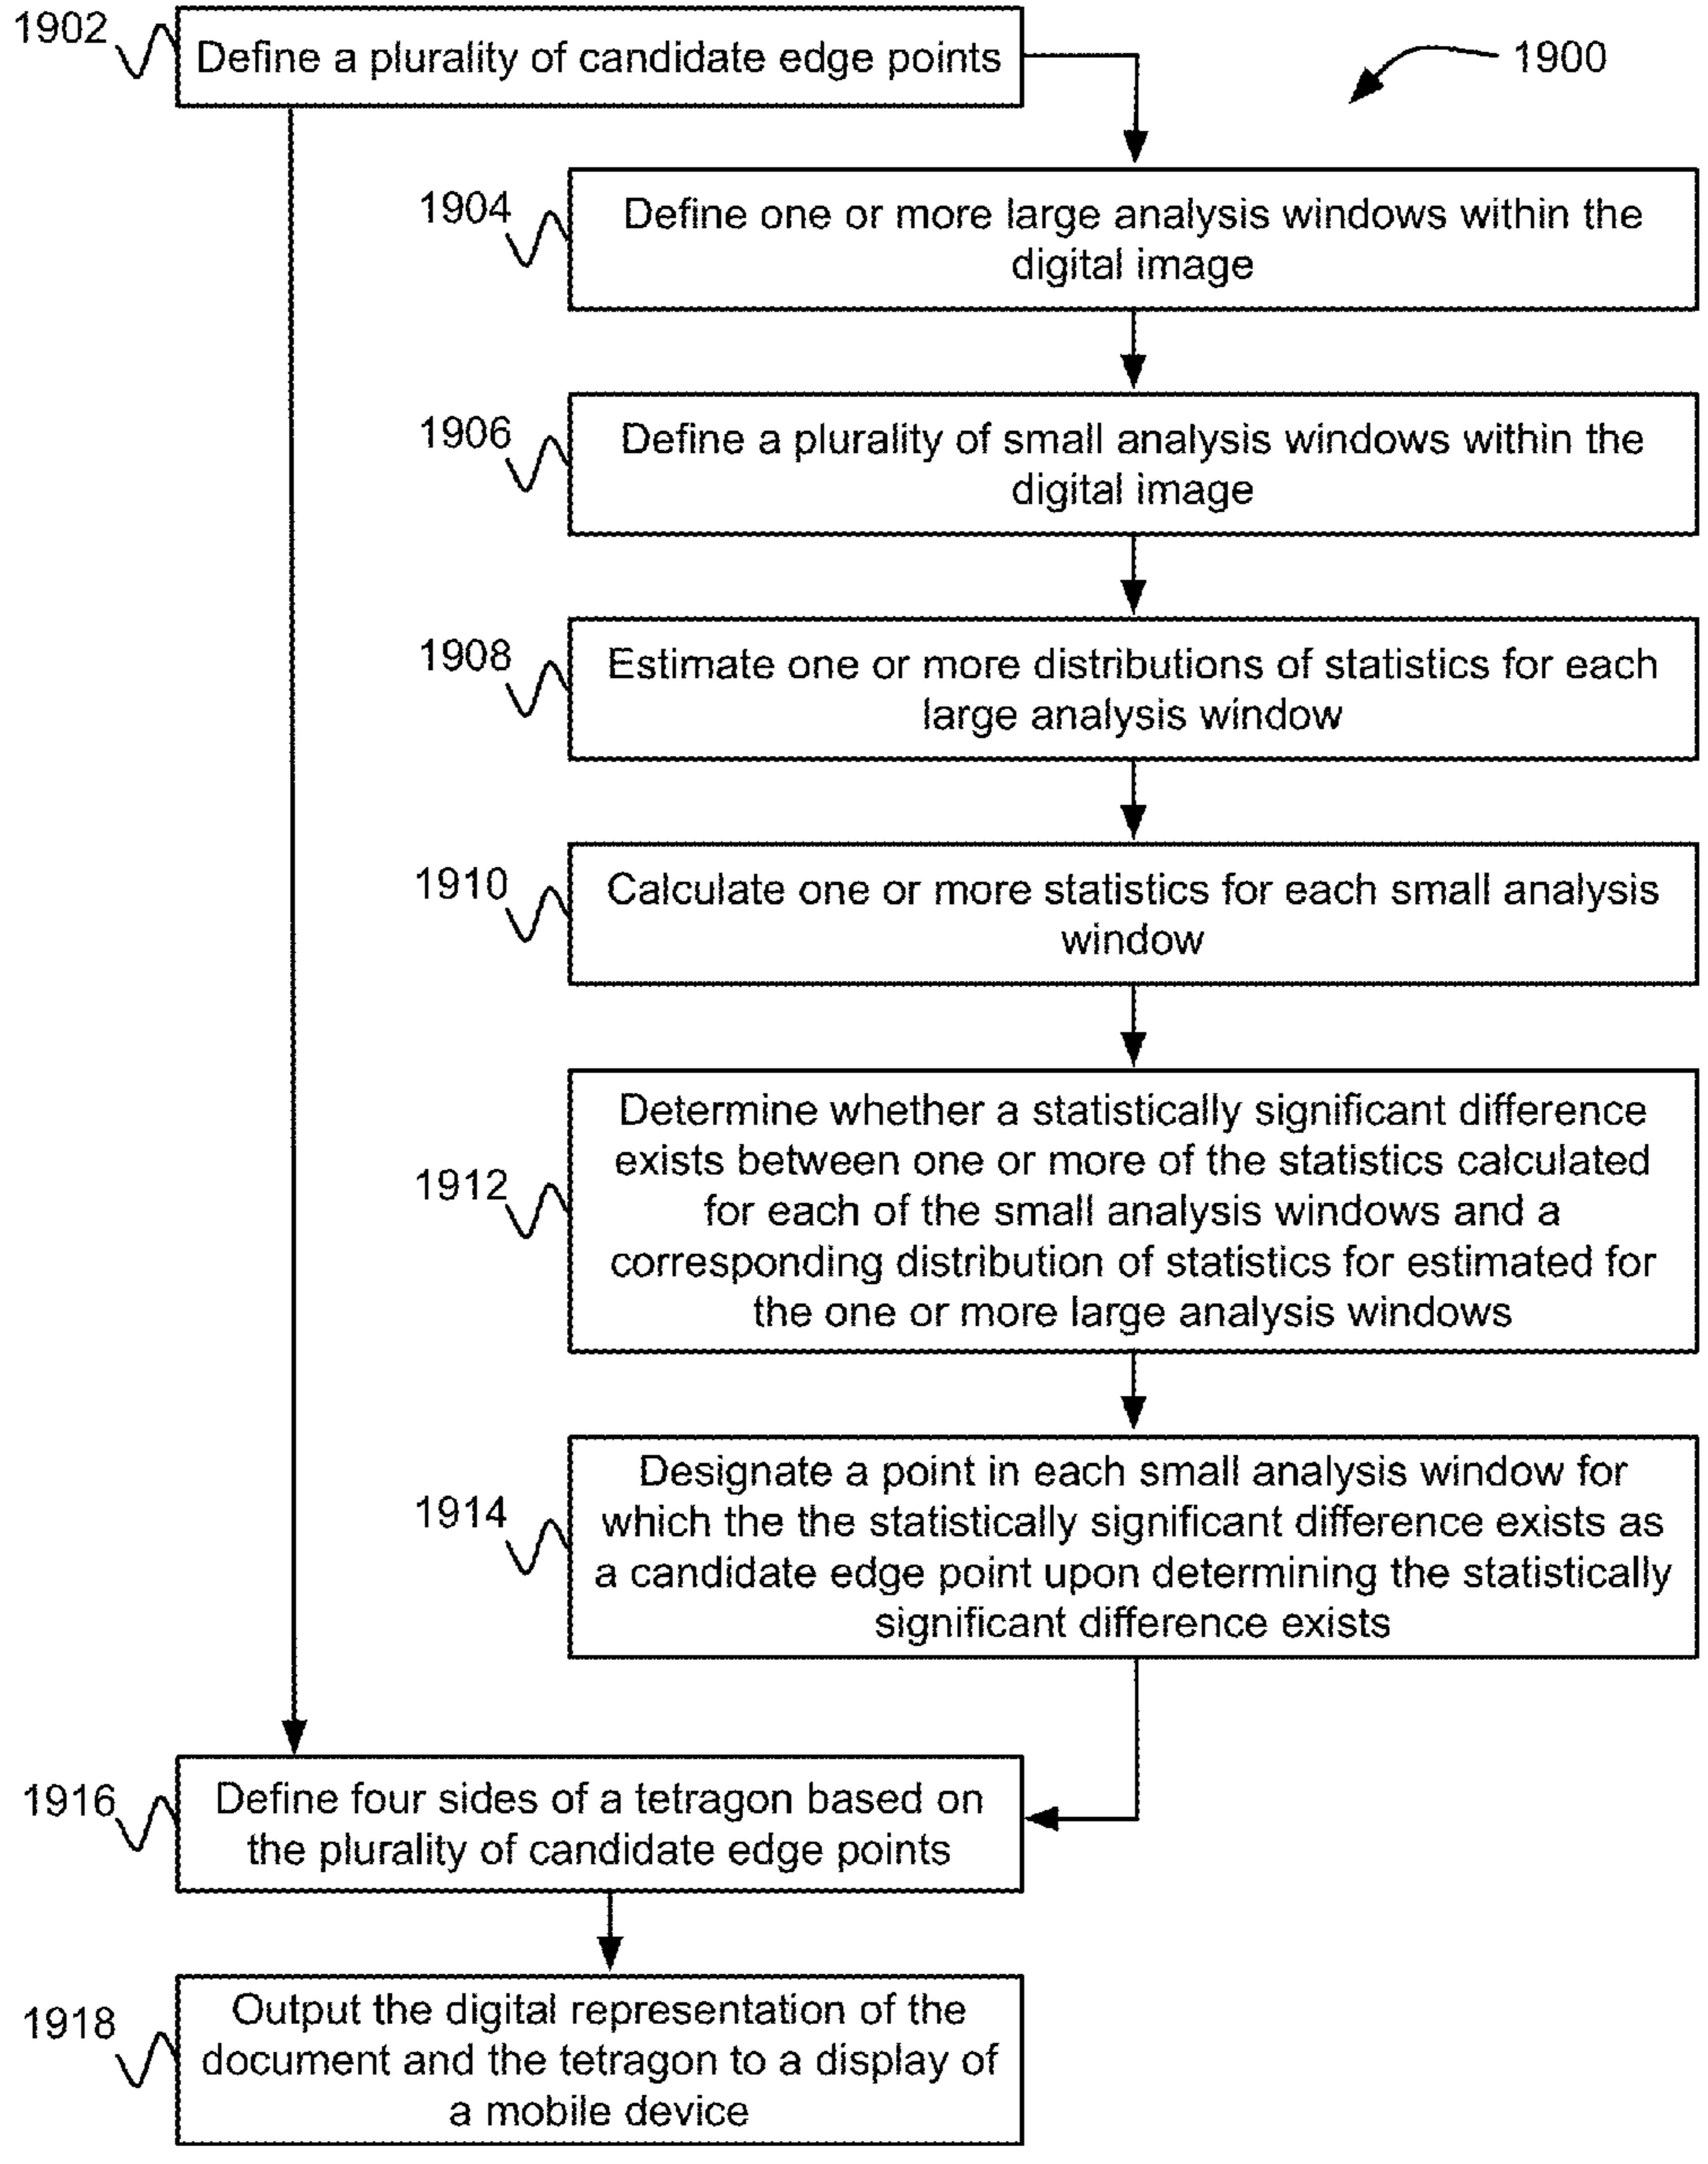 1902
Define a plurality of candidate edge points
1900
1904
Define one or more large analysis windows within the
digital image
1906
Define a plurality of small analysis windows within the
digital image
1908
Estimate one or more distributions of statistics for each
large analysis window
1910
Calculate one or more statistics for each small analysis
window
1912
Determine whether a statistically significant difference
exists between one or more of the statistics calculated
for each of the small analysis windows and a
corresponding distribution of statistics for estimated for
the one or more large analysis windows
1914
Designate a point in each small analysis window for
which the the statistically significant difference exists as
a candidate edge point upon determining the statistically
significant difference exists
1916
Define four sides of a tetragon based on
the plurality of candidate edge points
1918
Output the digital representation of the
document and the tetragon to a display of
a mobile device